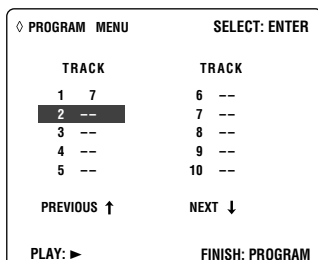 ◊ PROGRAM MENU SELECT: ENTER
TRACK TRACK
1 7 6 --
2 -- 7 --
3 -- 8 --
4 -- 9 --
5 -- 10 --
PREVIOUS ↑ NEXT ↓
PLAY: ► FINISH: PROGRAM